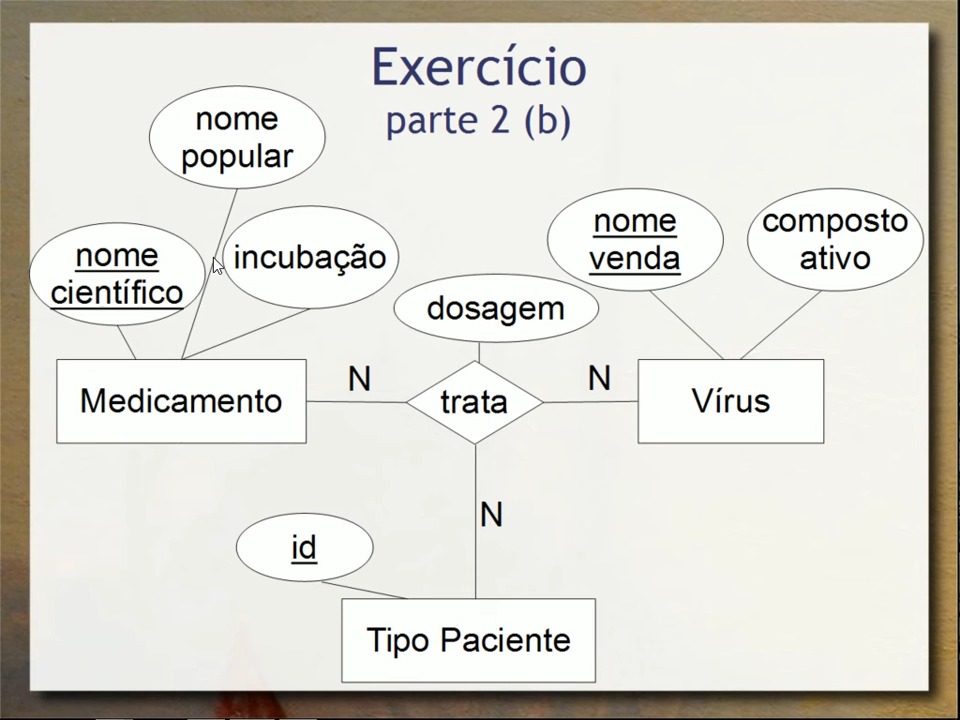 Exercício
parte 2 (b)
nome
popular
nome
científico
incubação
dosagem
nome
venda
composto
ativo
Medicamento
N
trata
N
Vírus
N
id
Tipo Paciente